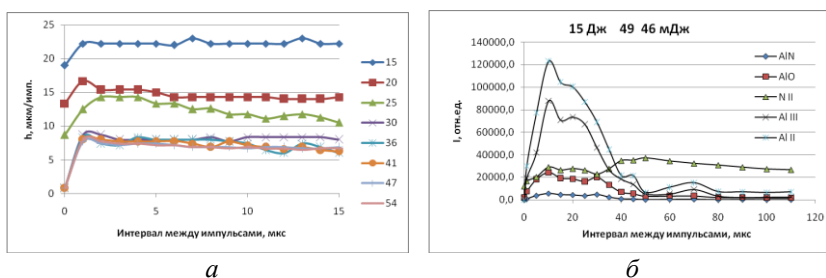 h, мкм/имп.
25
20
15
10
5
0
0
5
10
15
Интервал между импульсами, мкс
15
20
25
30
36
41
47
54
а
15 Дж 49 46 мДж
I, отн.ед.
140000,0
120000,0
100000,0
80000,0
60000,0
40000,0
20000,0
0,0
0
20
40
60
80
100
120
Интервал между импульсами, мкс
AlN
AlO
N II
Al III
Al II
б